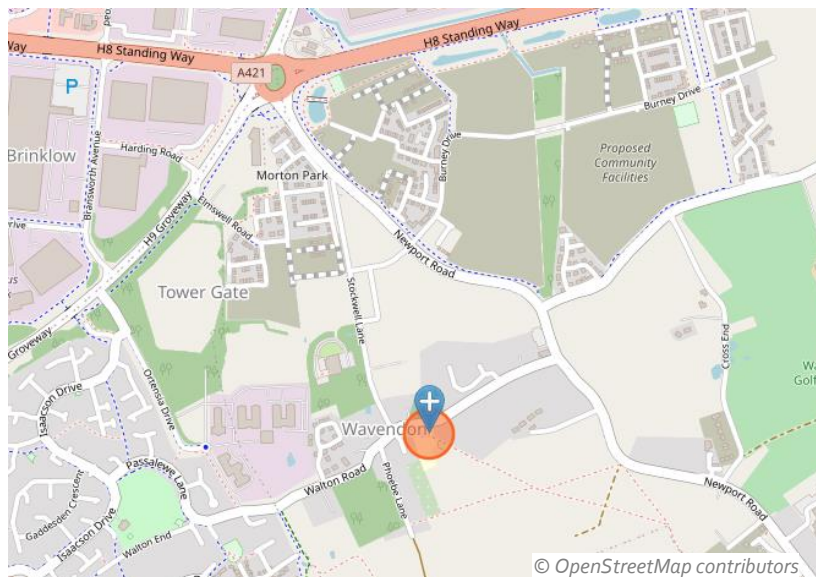 H8 Standing Way
Way
H8 Standing Way
A421
P
Harding Road
Brinklow
Bransworth Avenue
Morton Park
Burney Drive
Burney Drive
Proposed
Community
Facilities
Elmswell Road
H9 Groveway
Newport Road
Tower Gate
Stockwell Lane
Groveway
Cross End
Isaacson Drive
Ortensia Drive
Wavendon
Passalewe Lane
Walton Road
Phoebe Lane
Newport Road
Gaddesden Crescent
Isaacson Drive
Walton End
© OpenStreetMap contributors